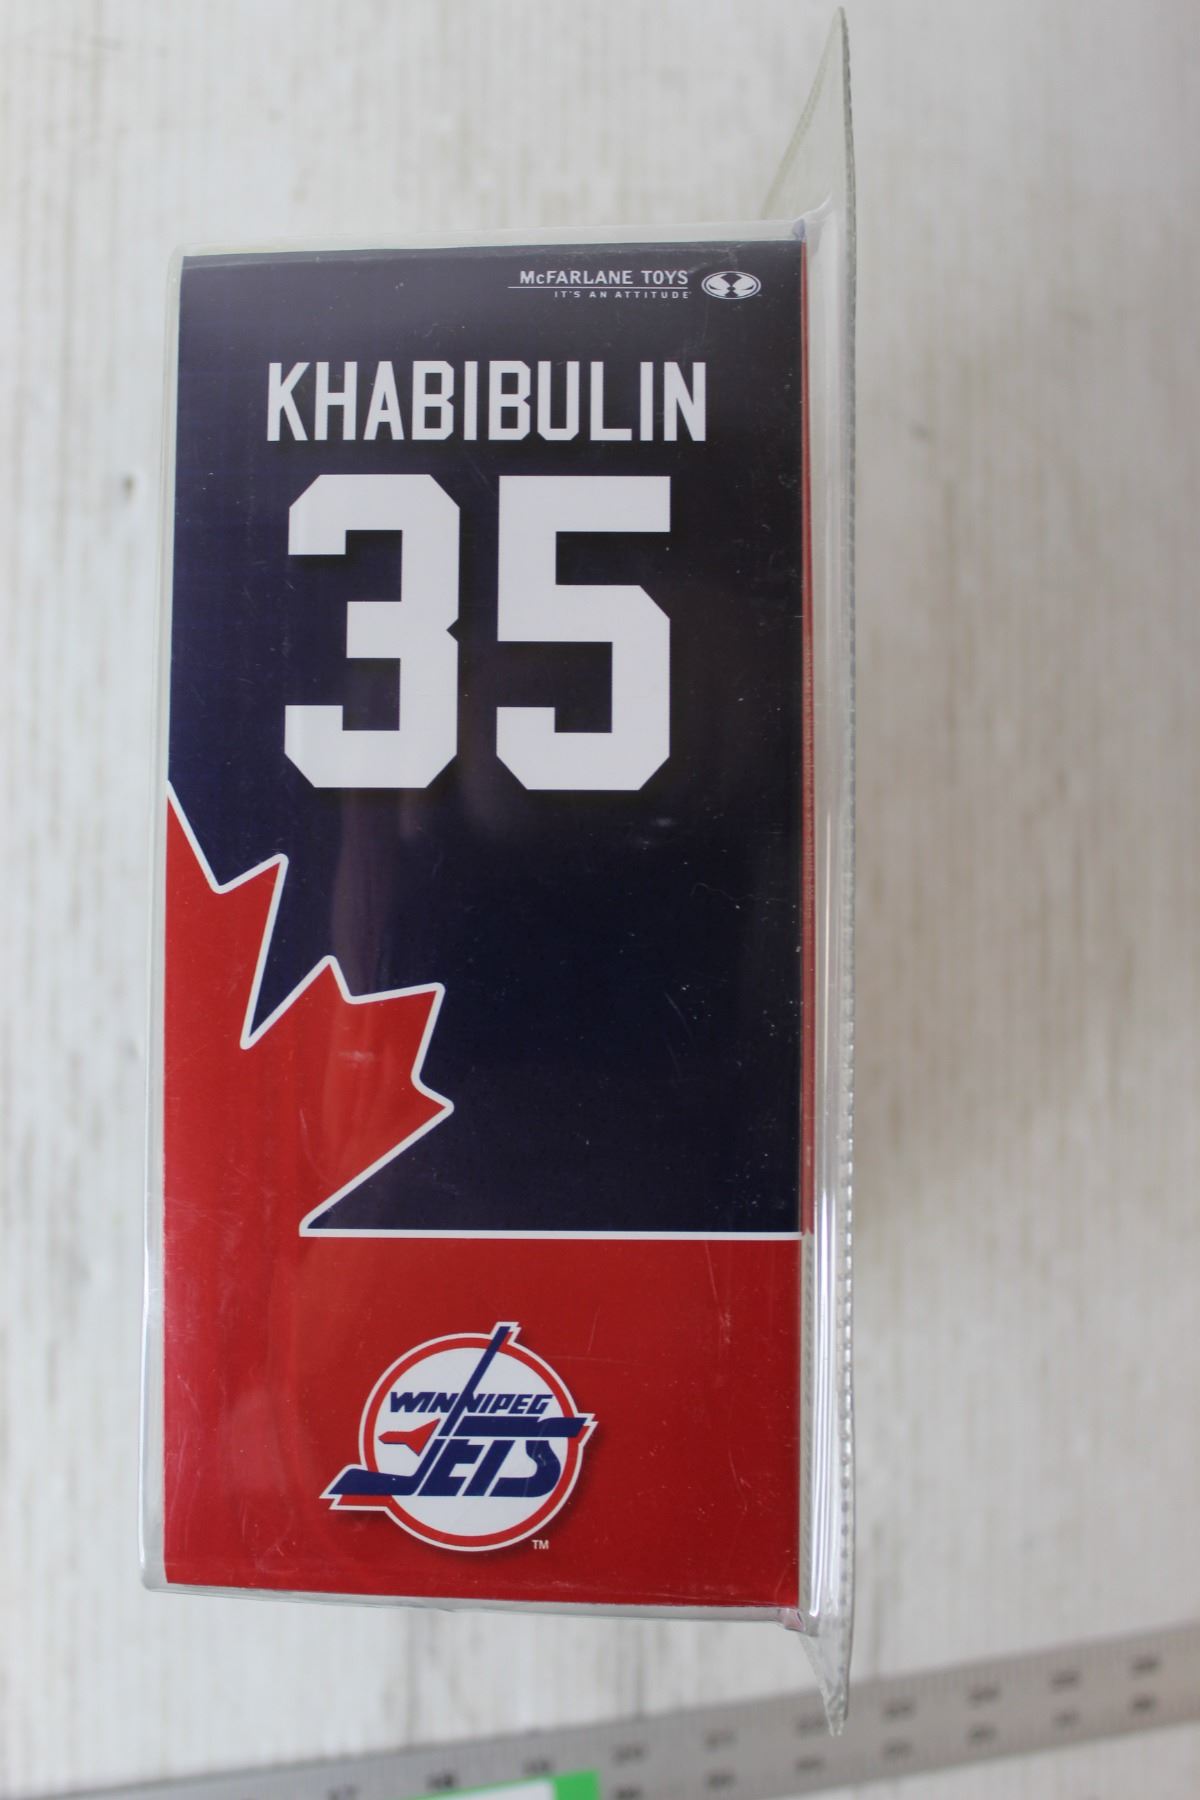 McFARLANE TOYS
IT'S AN ATTITUDE
KHABIBULIN
35
WINNIPEG
JETS
TM